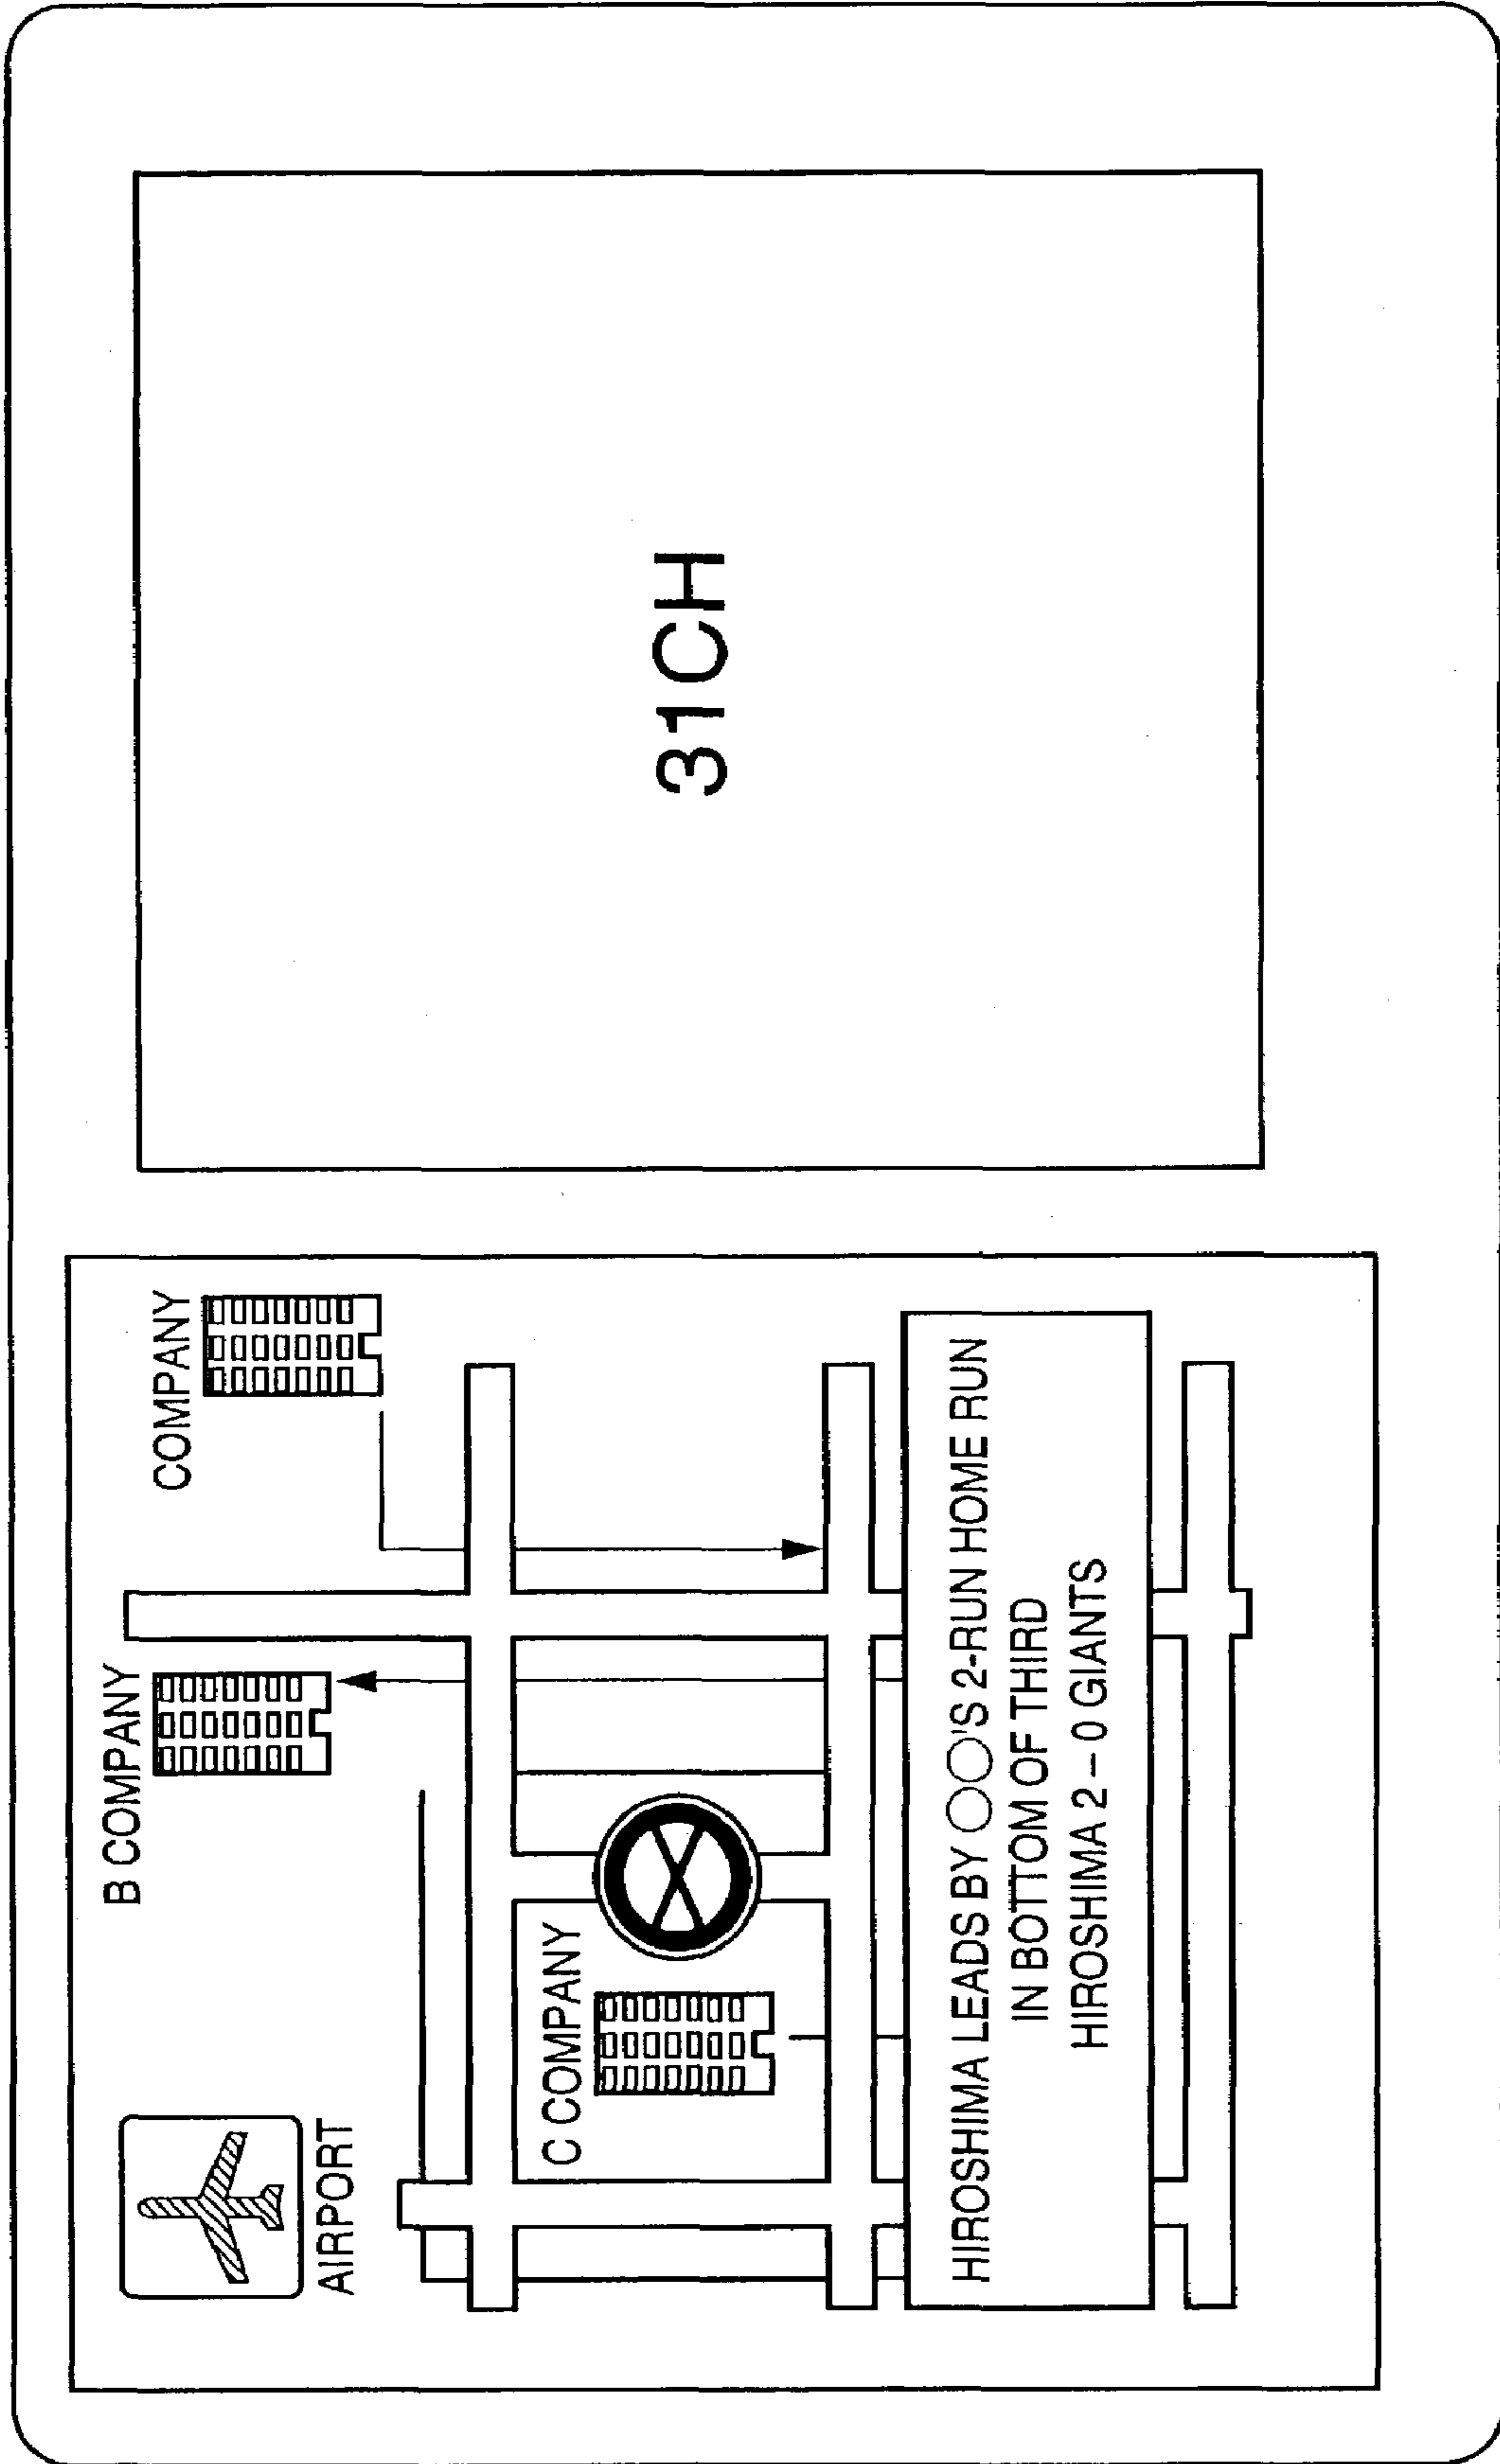 AIRPORT
B COMPANY
COMPANY
C COMPANY
HIROSHIMA LEADS BY ○○'S 2-RUN HOME RUN
IN BOTTOM OF THIRD
HIROSHIMA 2 – 0 GIANTS
31CH